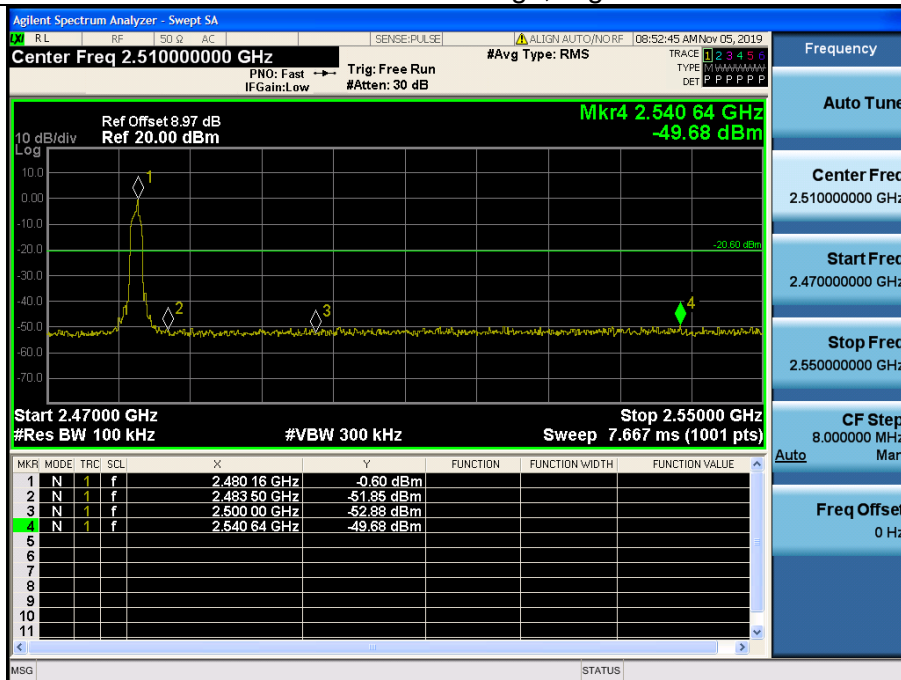 Agilent Spectrum Analyzer - Swept SA
LXI RL RF 50 Ω AC SENSE:PULSE ALIGN AUTO/NO RF 08:52:45 AM Nov 05, 2019
Center Freq 2.510000000 GHz #Avg Type: RMS TRACE 1 2 3 4 5 6
PNO: Fast Trig: Free Run TYPE M WWWWW
IFGain:Low #Atten: 30 dB DET P P P P P P
Mkr4 2.540 64 GHz
-49.68 dBm
Ref Offset 8.97 dB
10 dB/div Ref 20.00 dBm
Log
10.0
0.00
-10.0
-20.0
-30.0
-40.0
-50.0
-60.0
-70.0
1
2
3
4
-20.60 dBm
Start 2.47000 GHz Stop 2.55000 GHz
#Res BW 100 kHz #VBW 300 kHz Sweep 7.667 ms (1001 pts)
MKR MODE TRC SCL X Y FUNCTION FUNCTION WIDTH FUNCTION VALUE
1 N 1 f 2.480 16 GHz -0.60 dBm
2 N 1 f 2.483 50 GHz -51.85 dBm
3 N 1 f 2.500 00 GHz -52.88 dBm
4 N 1 f 2.540 64 GHz -49.68 dBm
5
6
7
8
9
10
11
MSG STATUS
Frequency
Auto Tune
Center Freq
2.510000000 GHz
Start Freq
2.470000000 GHz
Stop Freq
2.550000000 GHz
CF Step
8.000000 MHz
Auto Man
Freq Offset
0 Hz